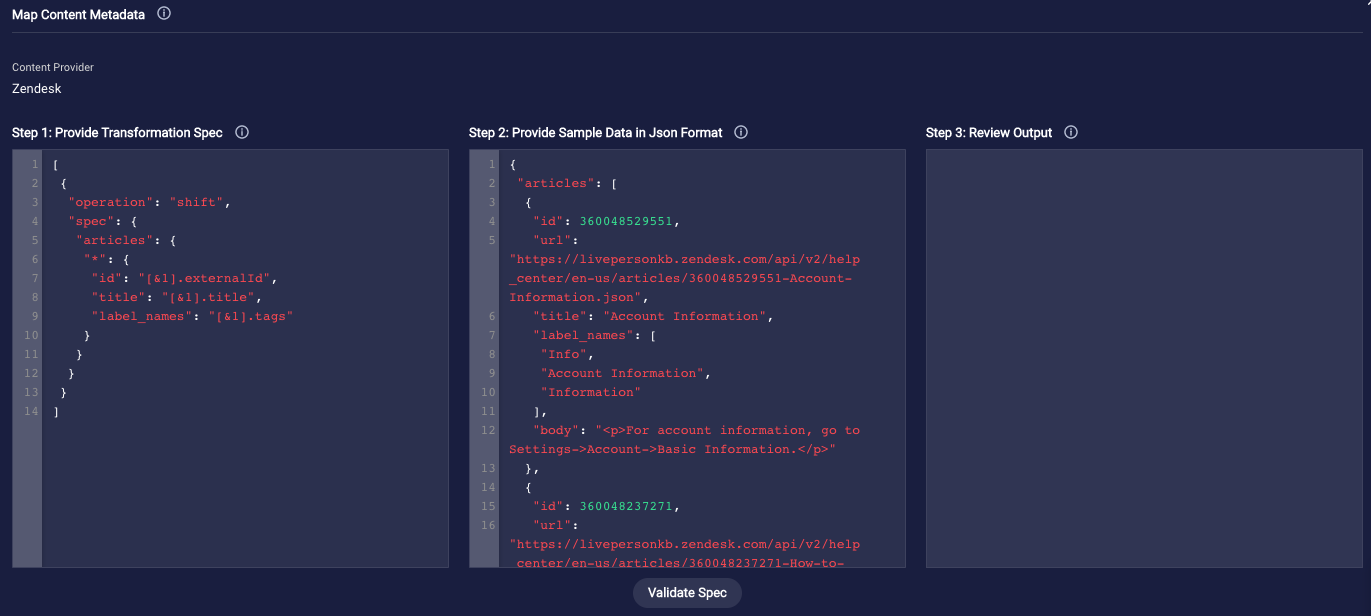 Map Content Metadata
Content Provider
Zendesk
Step 1: Provide Transformation Spec
1 [
2 {
3 "operation": "shift",
4 "spec": {
5 "articles": {
6 "*": {
7 "id": "[&1].externalId",
8 "title": "[&1].title",
9 "label_names": "[&1].tags"
10 }
11 }
12 }
13 }
14 ]
Step 2: Provide Sample Data in Json Format
1 {
2 "articles": [
3 {
4 "id": 360048529551,
5 "url":
"https://livepersonkb.zendesk.com/api/v2/help
_center/en-us/articles/360048529551-Account-
Information.json",
6 "title": "Account Information",
7 "label_names": [
8 "Info",
9 "Account Information",
10 "Information"
11 ],
12 "body": "<p>For account information, go to
Settings->Account->Basic Information.</p>"
13 },
14 {
15 "id": 360048237271,
16 "url":
"https://livepersonkb.zendesk.com/api/v2/help
_center/en-us/articles/360048237271-How-to-
Step 3: Review Output
Validate Spec